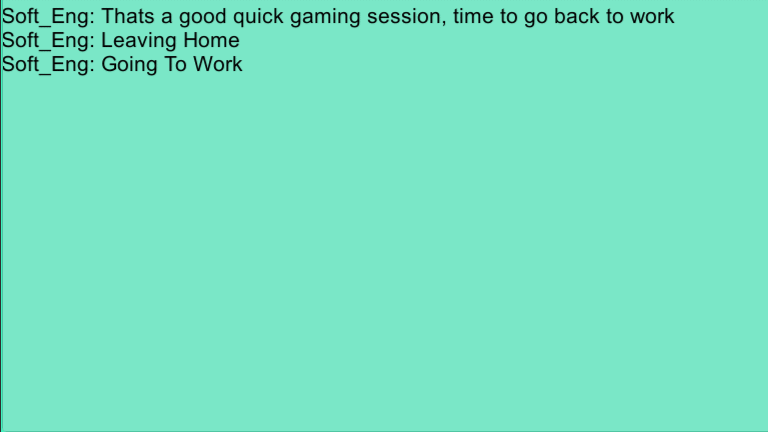 Soft_Eng: Thats a good quick gaming session, time to go back to work
Soft_Eng: Leaving Home
Soft_Eng: Going To Work